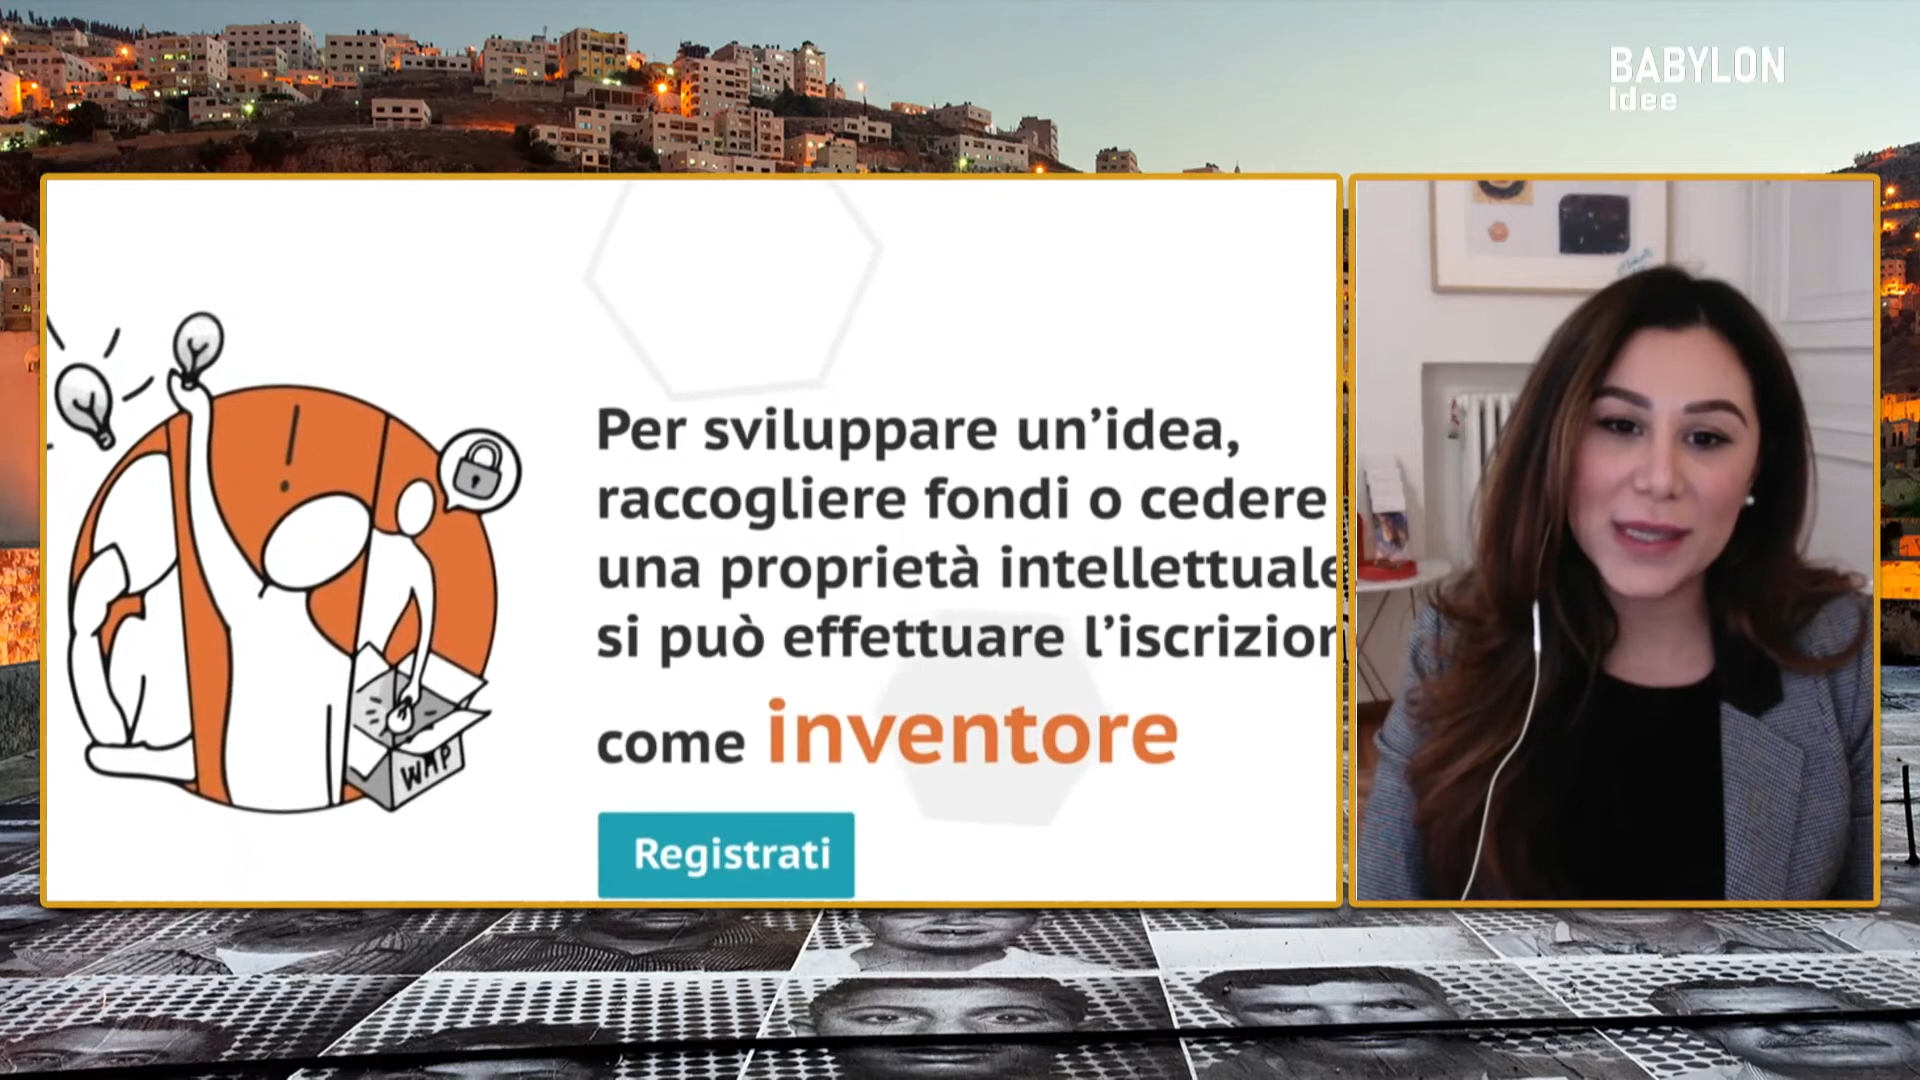 BABYLON
Idee
Per sviluppare un’idea,
raccogliere fondi o cedere
una proprietà intellettuale
si può effettuare l’iscrizion
come inventore
WAP
Registrati